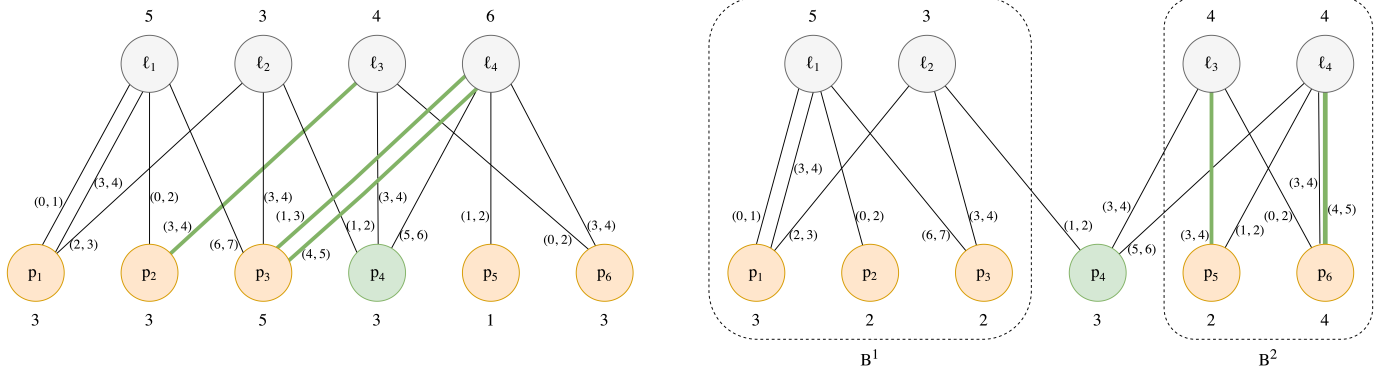 5 3 4 6 5 3 4 4
ℓ1 ℓ2 ℓ3 ℓ4 ℓ1 ℓ2 ℓ3 ℓ4
(3, 4) (3, 4) (3, 4)
(0, 1) (0, 2) (3, 4) (3, 4) (3, 4) (4, 5)
(1, 3) (1, 2) (0, 1) (0, 2) (0, 2)
(3, 4) (1, 2) (3, 4) (1, 2)
(2, 3) (6, 7) (4, 5) (5, 6) (0, 2) (2, 3) (6, 7) (5, 6) (3, 4) (1, 2)
p1 p2 p3 p4 p5 p6 p1 p2 p3 p4 p5 p6
3 3 5 3 1 3 3 2 2 3 2 4
B1 B2